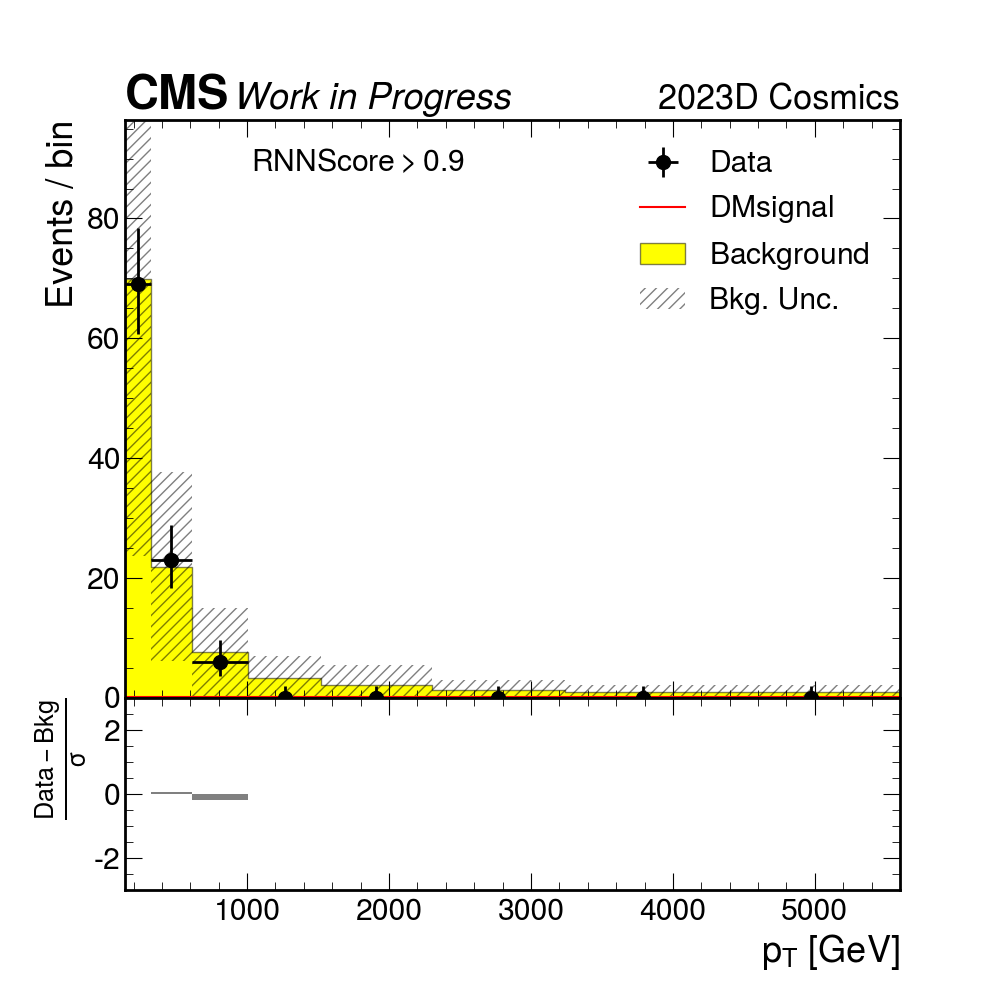 CMS Work in Progress 2023D Cosmics
RNNScore > 0.9
Data
DMsignal
Background
Bkg. Unc.
Events / bin
80
60
40
20
0
Data − Bkg
σ
2
0
-2
1000 2000 3000 4000 5000
pT [GeV]